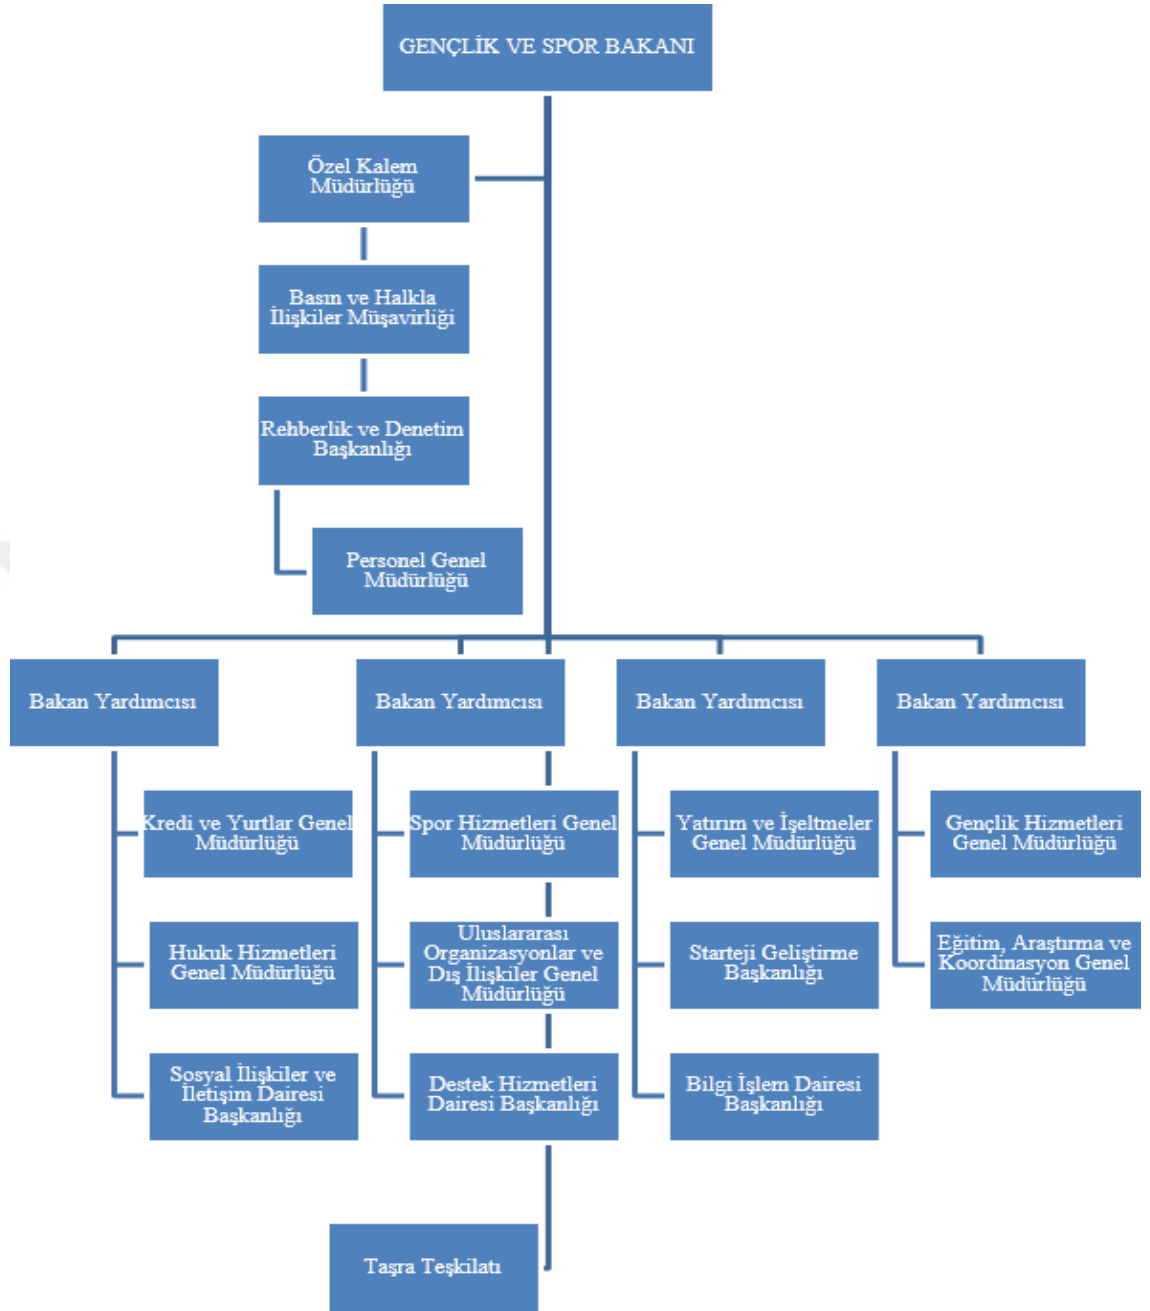 GENÇLİK VE SPOR BAKANI
Özel Kalem
Müdürlüğü
Basın ve Halkla
İlişkiler Müşavirliği
Rehberlik ve Denetim
Başkanlığı
Personel Genel
Müdürlüğü
Bakan Yardımcısı
Bakan Yardımcısı
Bakan Yardımcısı
Bakan Yardımcısı
Kredi ve Yurtlar Genel
Müdürlüğü
Hukuk Hizmetleri
Genel Müdürlüğü
Sosyal İlişkiler ve
İletişim Dairesi
Başkanlığı
Spor Hizmetleri Genel
Müdürlüğü
Uluslararası
Organizasyonlar ve
Dış İlişkiler Genel
Müdürlüğü
Destek Hizmetleri
Dairesi Başkanlığı
Yatırım ve İşeltmeler
Genel Müdürlüğü
Starteji Geliştirme
Başkanlığı
Bilgi İşlem Dairesi
Başkanlığı
Gençlik Hizmetleri
Genel Müdürlüğü
Eğitim, Araştırma ve
Koordinasyon Genel
Müdürlüğü
Taşra Teşkilatı